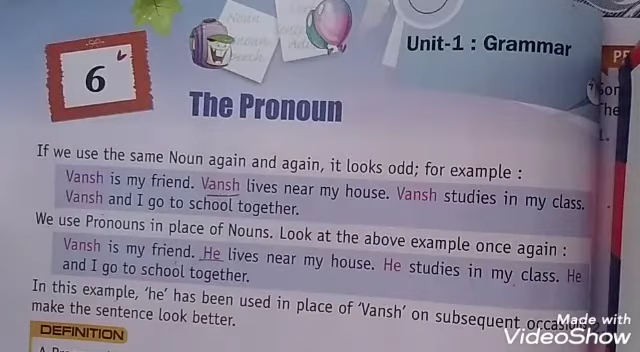 Noun
Unit-1 : Grammar
6
The Pronoun
If we use the same Noun again and again, it looks odd; for example :
Vansh is my friend. Vansh lives near my house. Vansh studies in my class.
Vansh and I go to school together.
We use Pronouns in place of Nouns. Look at the above example once again :
Vansh is my friend. He lives near my house. He studies in my class. He
and I go to school together.
In this example, 'he' has been used in place of 'Vansh' on subsequent occasions
make the sentence look better.
DEFINITION
Made with
VideoShow